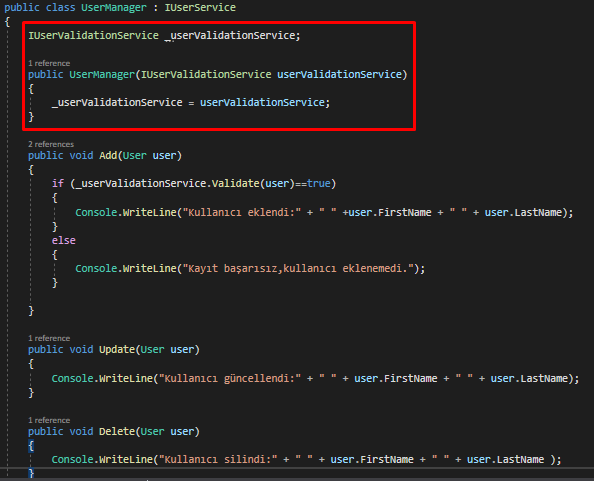 public class UserManager : IUserService
{
IUserValidationService _userValidationService;
1 reference
public UserManager(IUserValidationService userValidationService)
{
_userValidationService = userValidationService;
}
2 references
public void Add(User user)
{
if (_userValidationService.Validate(user)==true)
{
Console.WriteLine("Kullanıcı eklendi:" + " " +user.FirstName + " " + user.LastName);
}
else
{
Console.WriteLine("Kayıt başarısız,kullanıcı eklenemedi.");
}
}
1 reference
public void Update(User user)
{
Console.WriteLine("Kullanıcı güncellendi:" + " " + user.FirstName + " " + user.LastName);
}
1 reference
public void Delete(User user)
{
Console.WriteLine("Kullanıcı silindi:" + " " + user.FirstName + " " + user.LastName );
}